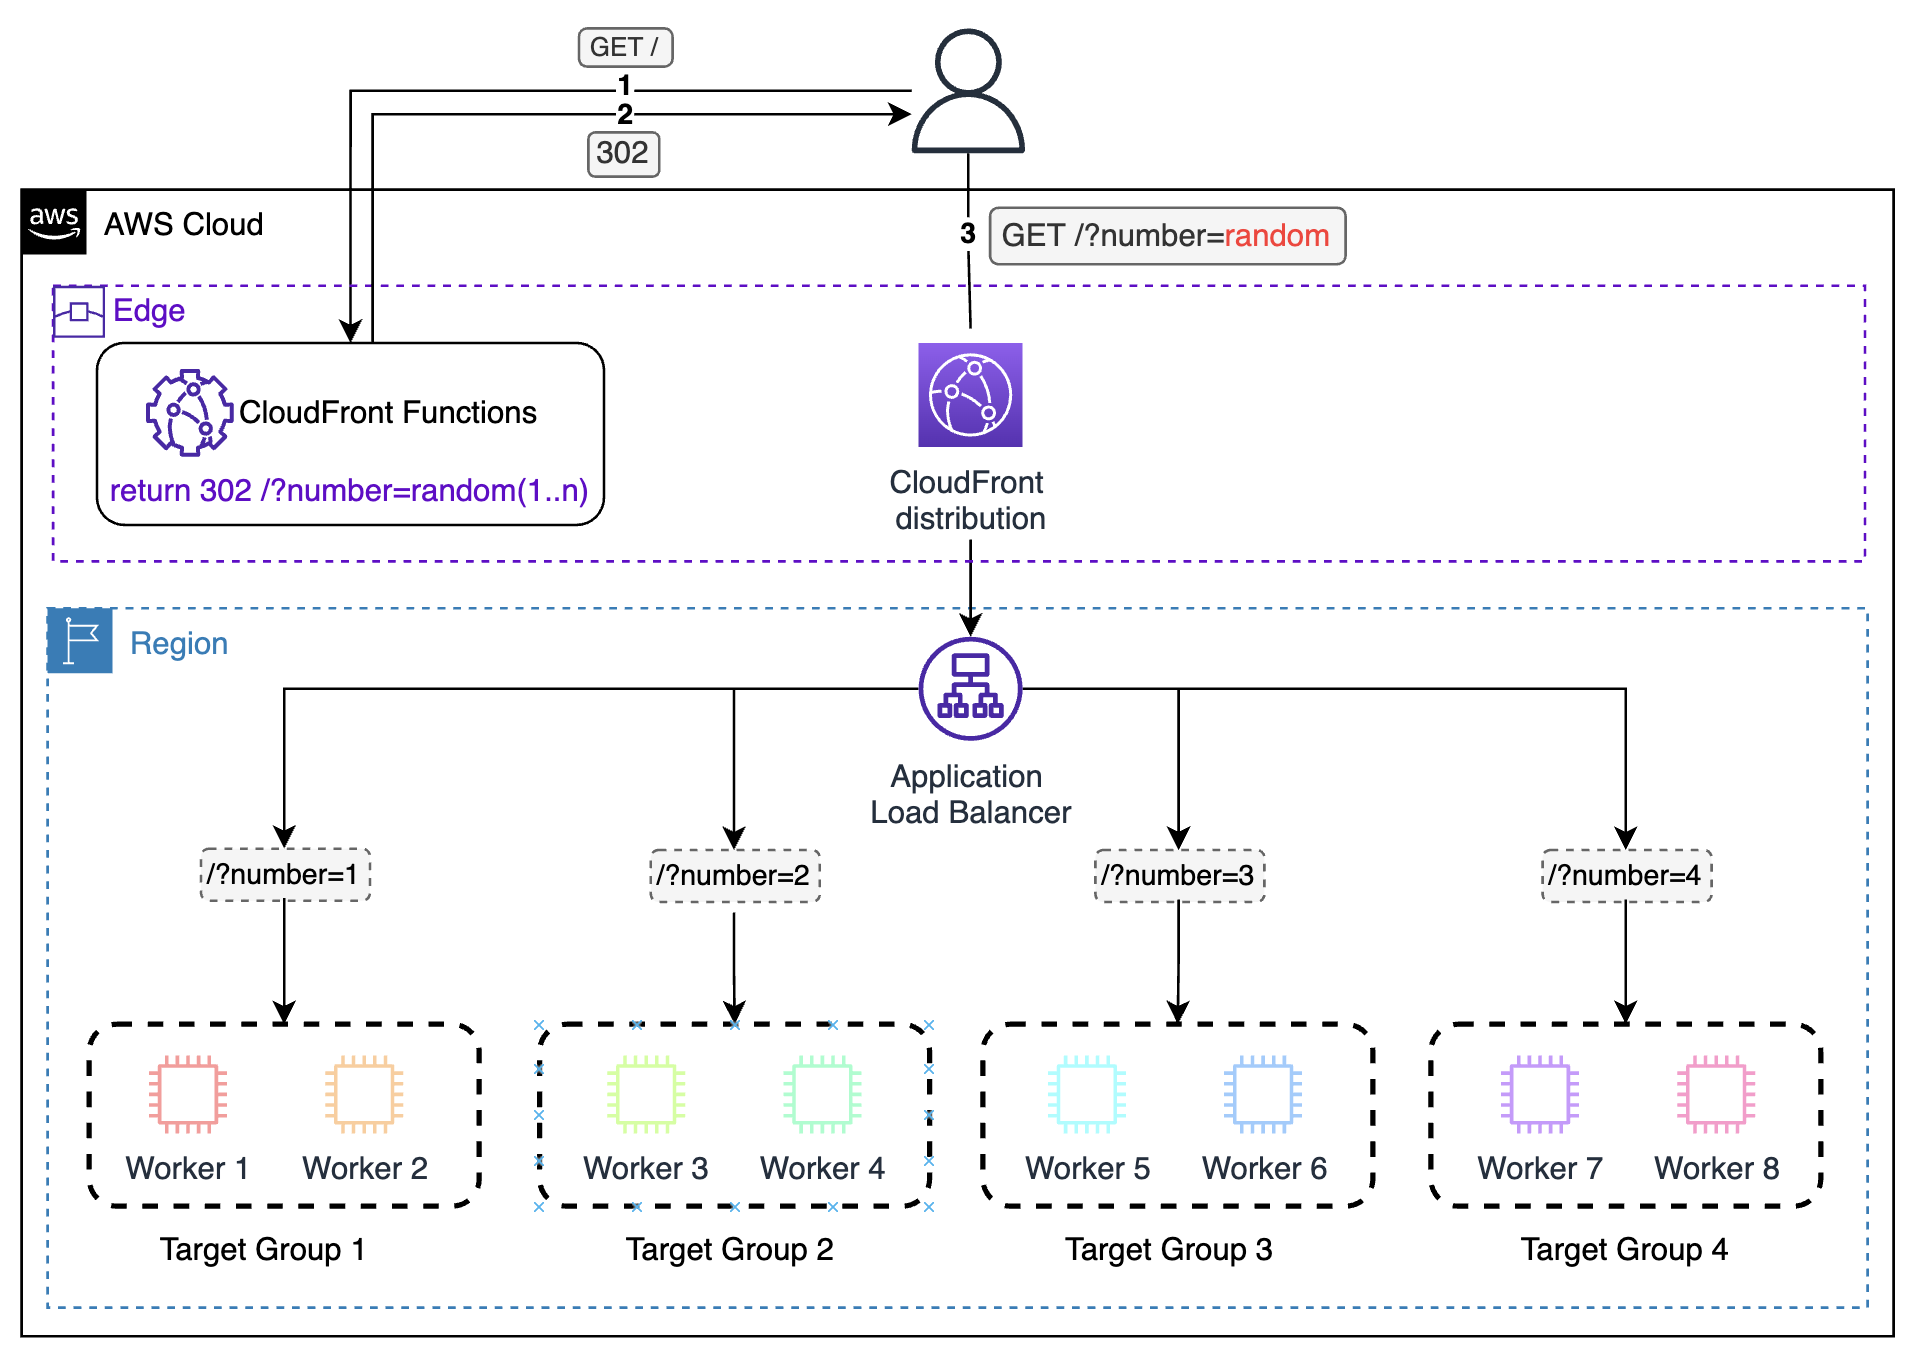 GET /
1
2
302
aws
AWS Cloud
3
GET /?number=random
Edge
CloudFront Functions
return 302 /?number=random(1..n)
CloudFront
distribution
Region
Application
Load Balancer
/?number=1
/?number=2
/?number=3
/?number=4
Worker 1
Worker 2
Worker 3
Worker 4
Worker 5
Worker 6
Worker 7
Worker 8
Target Group 1
Target Group 2
Target Group 3
Target Group 4